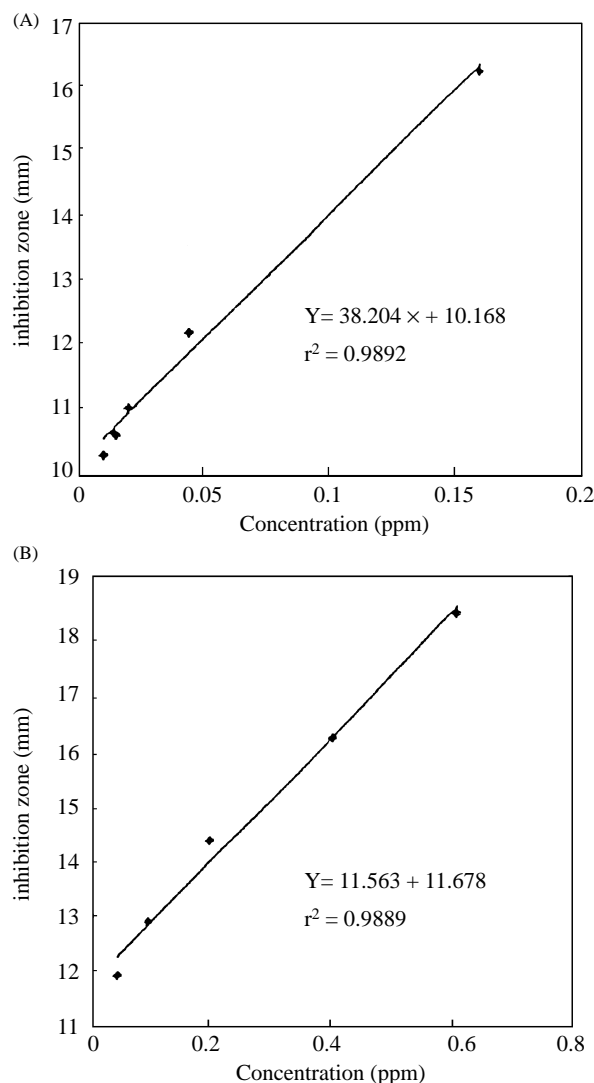 (A)
17
16
15
14
13
12
11
10
inhibition zone (mm)
Y= 38.204 × + 10.168
r² = 0.9892
0 0.05 0.1 0.15 0.2
Concentration (ppm)
(B)
19
18
17
16
15
14
13
12
11
inhibition zone (mm)
Y= 11.563 + 11.678
r² = 0.9889
0 0.2 0.4 0.6 0.8
Concentration (ppm)